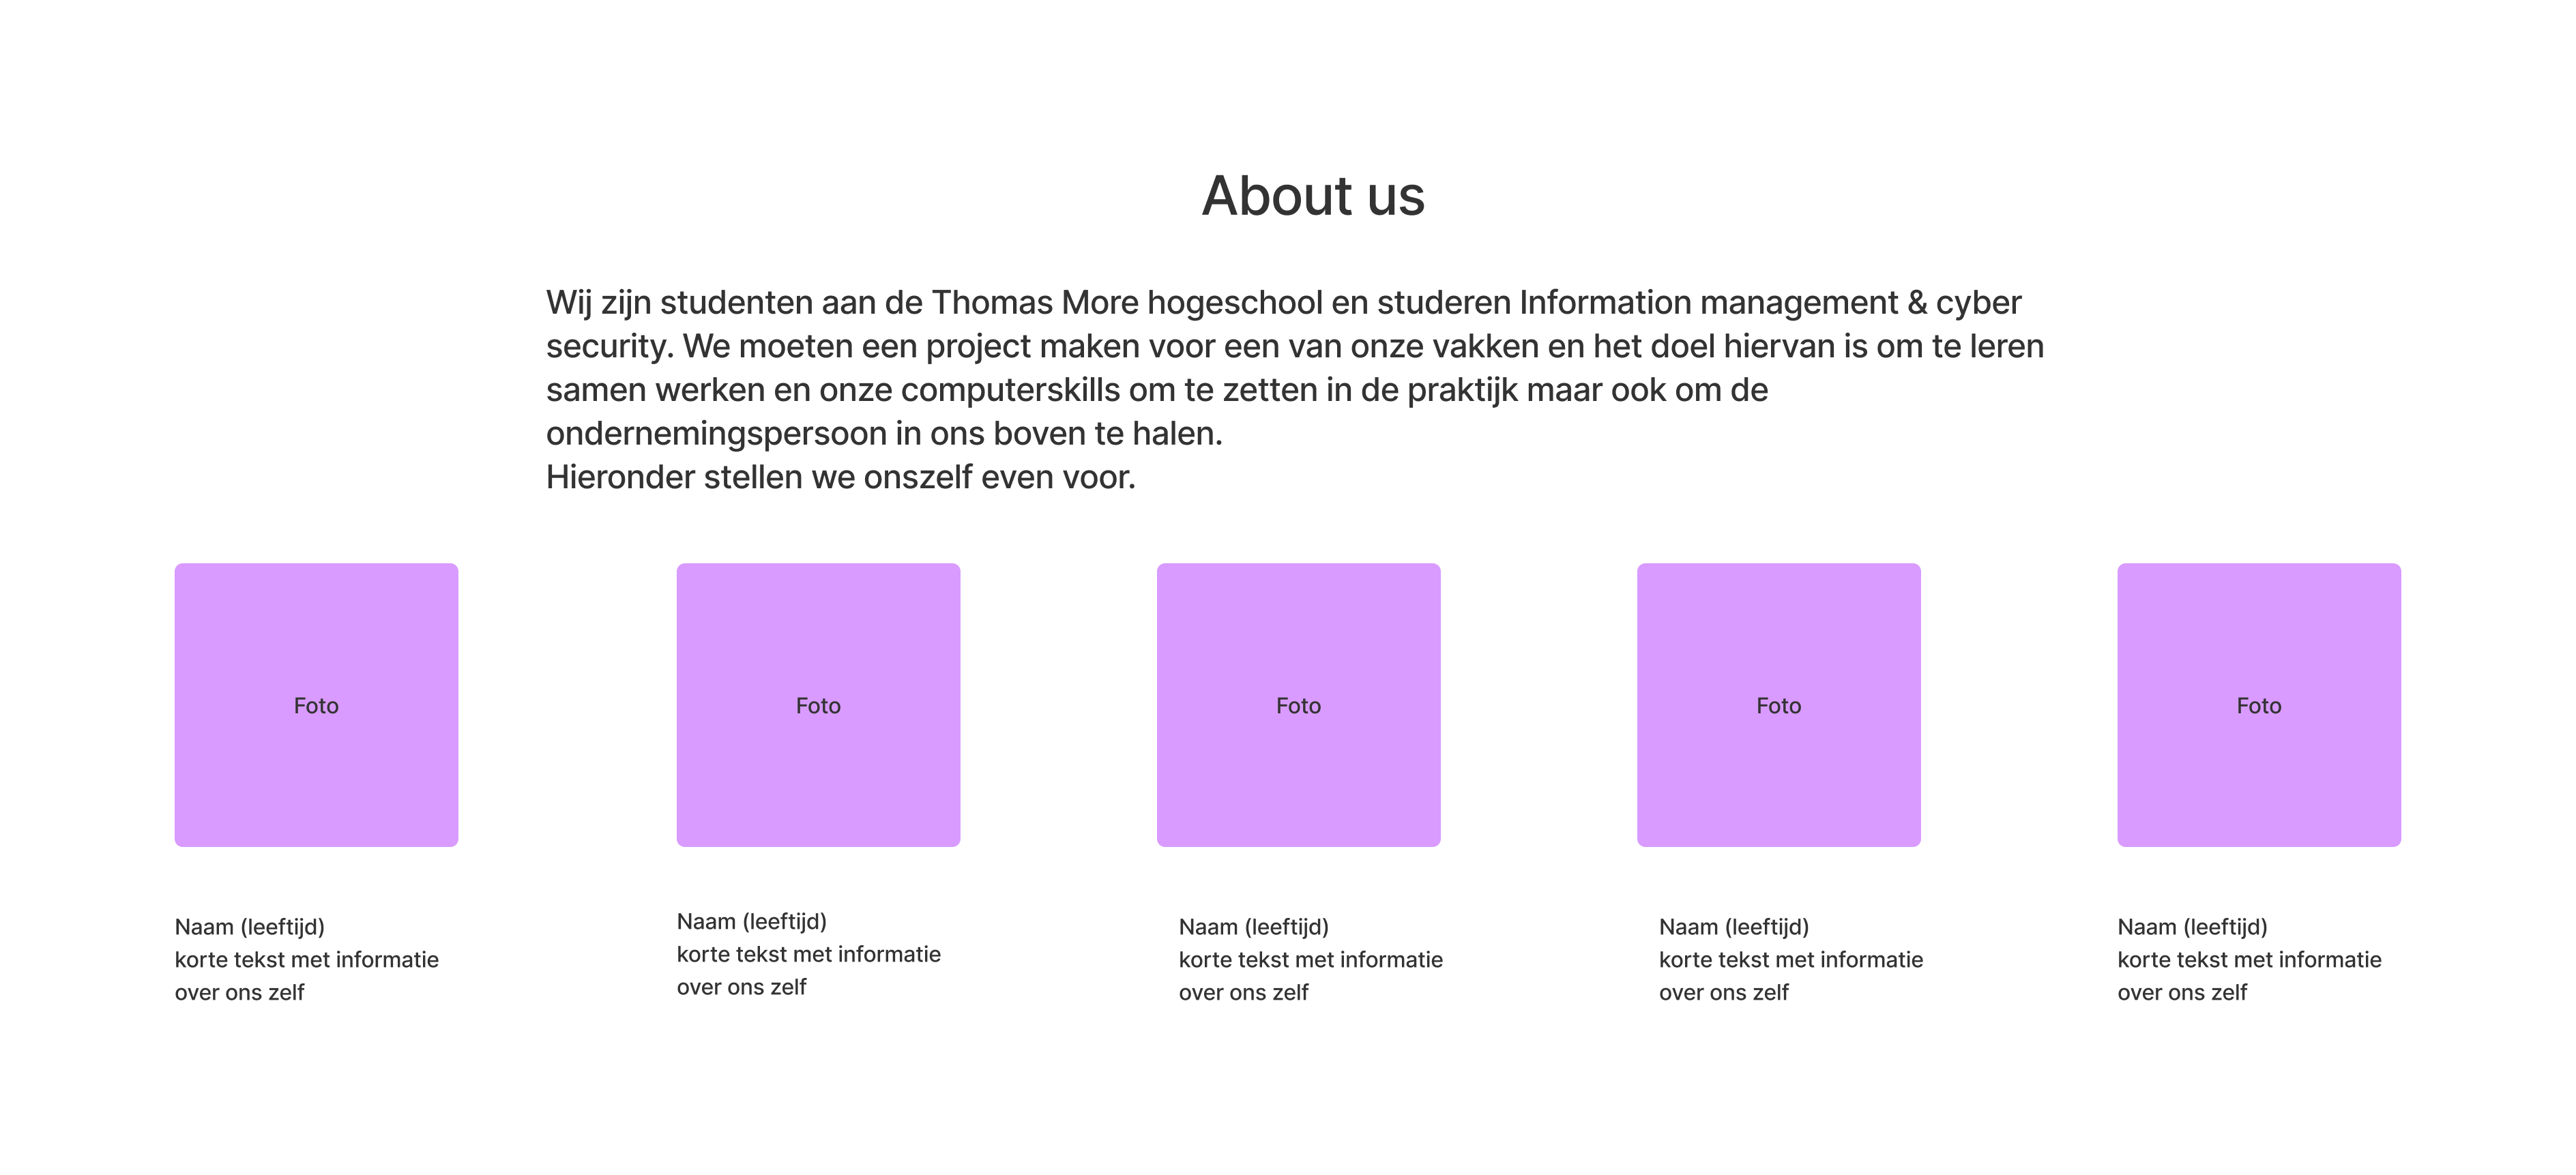 About us
Wij zijn studenten aan de Thomas More hogeschool en studeren Information management & cyber
security. We moeten een project maken voor een van onze vakken en het doel hiervan is om te leren
samen werken en onze computerskills om te zetten in de praktijk maar ook om de
ondernemingspersoon in ons boven te halen.
Hieronder stellen we onszelf even voor.
Foto
Foto
Foto
Foto
Foto
Naam (leeftijd)
korte tekst met informatie
over ons zelf
Naam (leeftijd)
korte tekst met informatie
over ons zelf
Naam (leeftijd)
korte tekst met informatie
over ons zelf
Naam (leeftijd)
korte tekst met informatie
over ons zelf
Naam (leeftijd)
korte tekst met informatie
over ons zelf